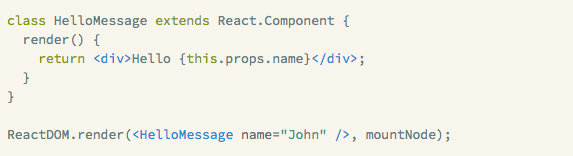 class HelloMessage extends React.Component {
  render() {
    return <div>Hello {this.props.name}</div>;
  }
}

ReactDOM.render(<HelloMessage name="John" />, mountNode);